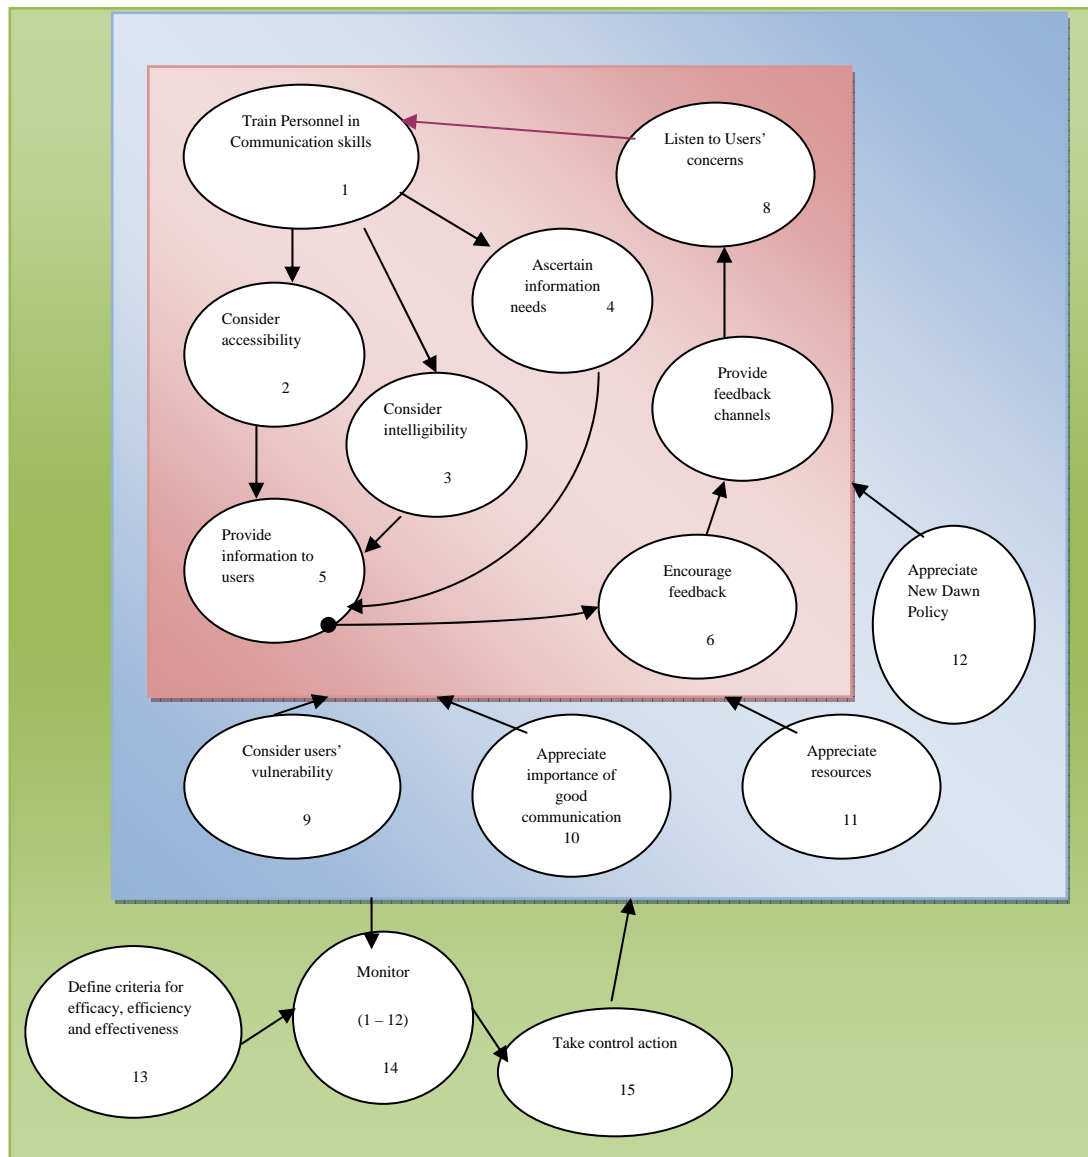 Train Personnel in
Communication skills
1
Listen to Users’
concerns
8
Ascertain
information
needs 4
Consider
accessibility
2
Provide
feedback
channels
Consider
intelligibility
3
Provide
information to
users 5
Encourage
feedback
6
Appreciate
New Dawn
Policy
12
Consider users’
vulnerability
9
Appreciate
importance of
good
communication
10
Appreciate
resources
11
Define criteria for
efficacy, efficiency
and effectiveness
13
Monitor
(1 – 12)
14
Take control action
15